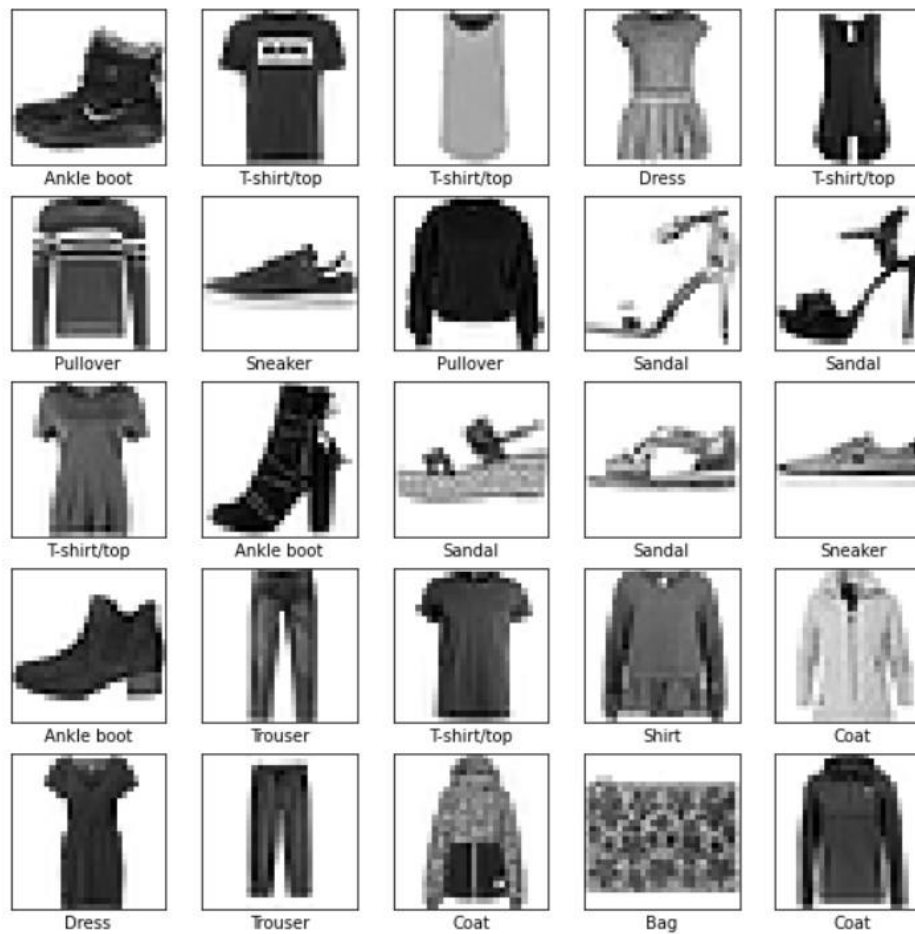 Ankle boot T-shirt/top T-shirt/top Dress T-shirt/top
Pullover Sneaker Pullover Sandal Sandal
T-shirt/top Ankle boot Sandal Sandal Sneaker
Ankle boot Trouser T-shirt/top Shirt Coat
Dress Trouser Coat Bag Coat